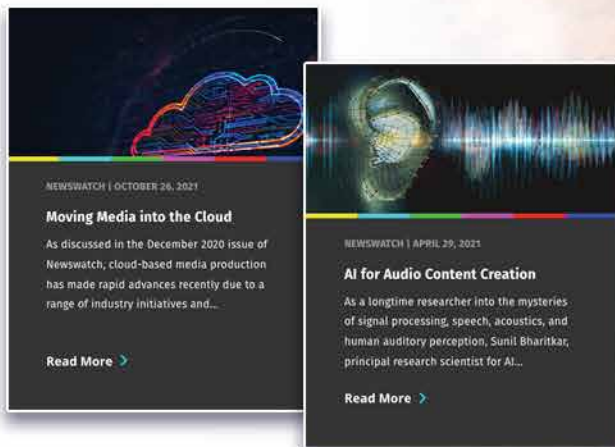 NEWSWATCH | OCTOBER 26, 2021
Moving Media into the Cloud
As discussed in the December 2020 issue of
Newswatch, cloud-based media production
has made rapid advances recently due to a
range of industry initiatives and...
Read More
NEWSWATCH | APRIL 29, 2021
AI for Audio Content Creation
As a longtime researcher into the mysteries
of signal processing, speech, acoustics, and
human auditory perception, Sunil Bharitkar,
principal research scientist for AI...
Read More